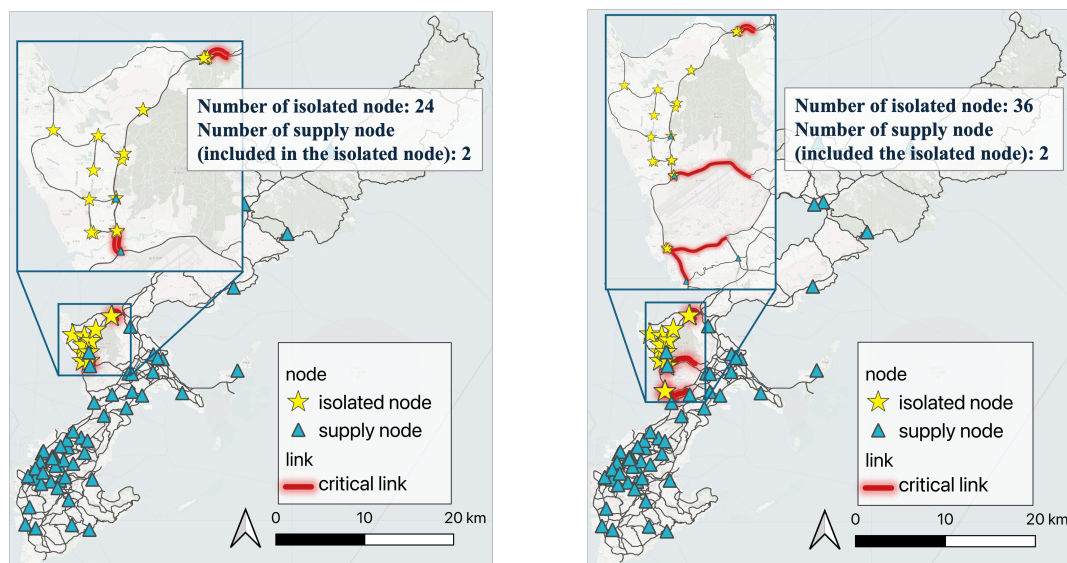 Number of isolated node: 24
Number of supply node
(included in the isolated node): 2
node
isolated node
supply node
link
critical link
0 10 20 km
Number of isolated node: 36
Number of supply node
(included the isolated node): 2
node
isolated node
supply node
link
critical link
0 10 20 km